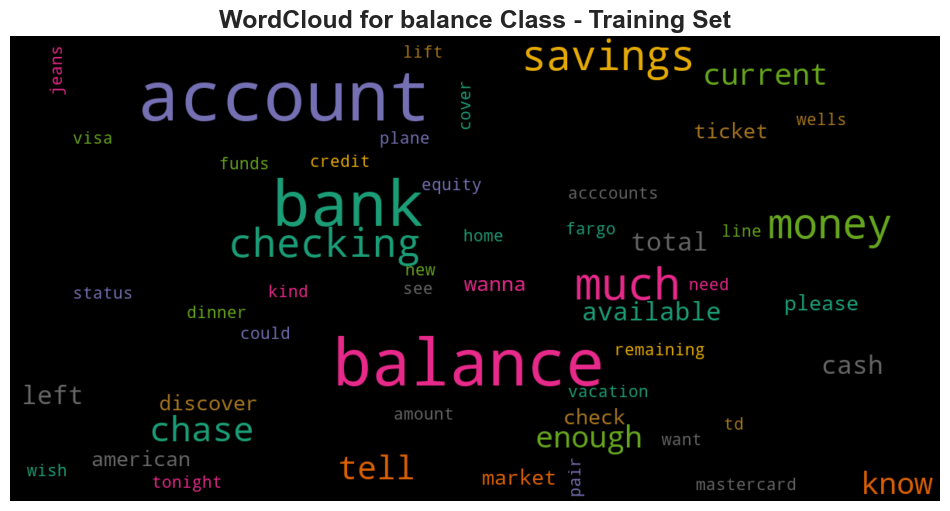 WordCloud for balance Class - Training Set
jeans
lift
savings
current
account
cover
wells
ticket
visa
plane
funds
credit
equity
acccounts
bank
money
checking
home
fargo
total
line
new
see
wanna
much
need
status
kind
available
please
dinner
could
balance
remaining
cash
left
vacation
discover
amount
check
td
chase
enough
want
american
wish
tell
market
pair
tonight
mastercard
know